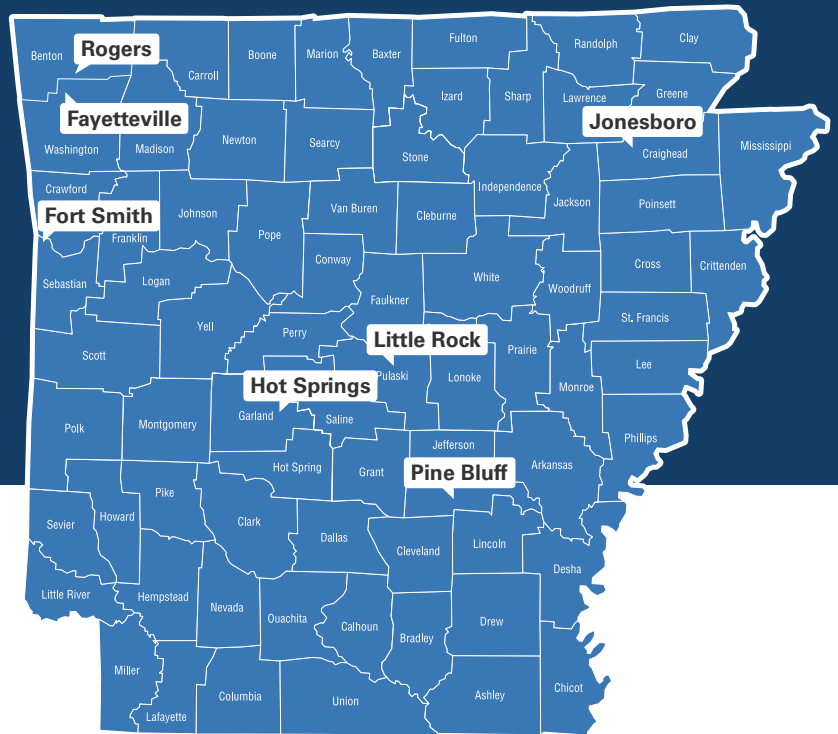 Benton
Rogers
Carroll
Boone
Marion
Baxter
Fulton
Randolph
Clay
Izard
Sharp
Lawrence
Greene
Fayetteville
Washington
Madison
Newton
Searcy
Stone
Jonesboro
Craighead
Mississippi
Crawford
Fort Smith
Franklin
Johnson
Pope
Van Buren
Cleburne
Independence
Jackson
Poinsett
Sebastian
Logan
Conway
Faulkner
White
Woodruff
Cross
Crittenden
St. Francis
Scott
Yell
Perry
Little Rock
Pulaski
Lonoke
Prairie
Monroe
Lee
Hot Springs
Garland
Saline
Polk
Montgomery
Hot Spring
Grant
Jefferson
Pine Bluff
Arkansas
Phillips
Sevier
Howard
Pike
Clark
Dallas
Cleveland
Lincoln
Desha
Little River
Hempstead
Nevada
Ouachita
Calhoun
Bradley
Drew
Miller
Lafayette
Columbia
Union
Ashley
Chicot